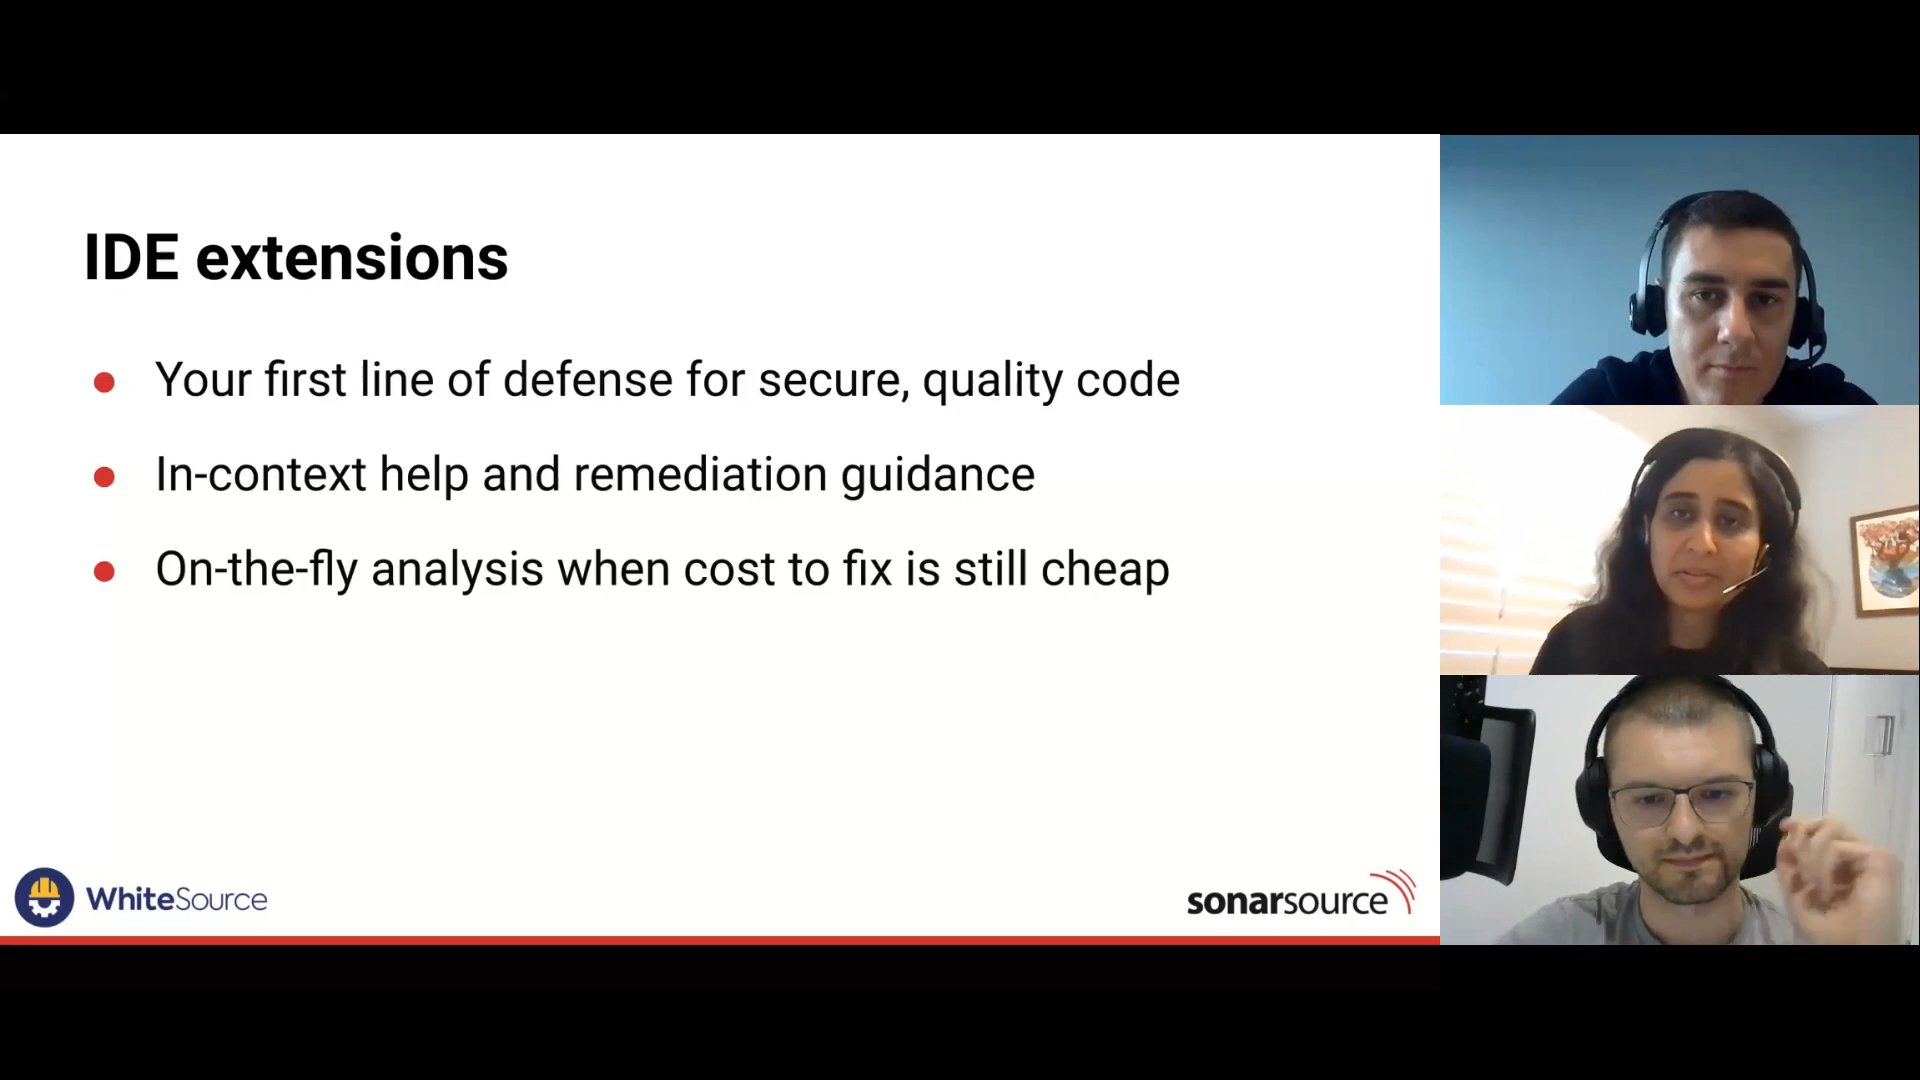 IDE extensions
Your first line of defense for secure, quality code
In-context help and remediation guidance
On-the-fly analysis when cost to fix is still cheap
WhiteSource
sonarsource